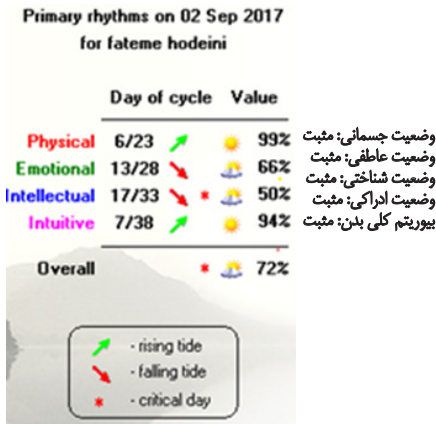 Primary rhythms on 02 Sep 2017
for fateme hodeini
Day of cycle Value
Physical 6/23 99% وضعیت جسمانی: مثبت
Emotional 13/28 66% وضعیت عاطفی: مثبت
Intellectual 17/33 * 50% وضعیت شناختی: مثبت
Intuitive 7/38 94% وضعیت ادراکی: مثبت
Overall * 72% بیوریتم کلی بدن: مثبت
- rising tide
- falling tide
* - critical day